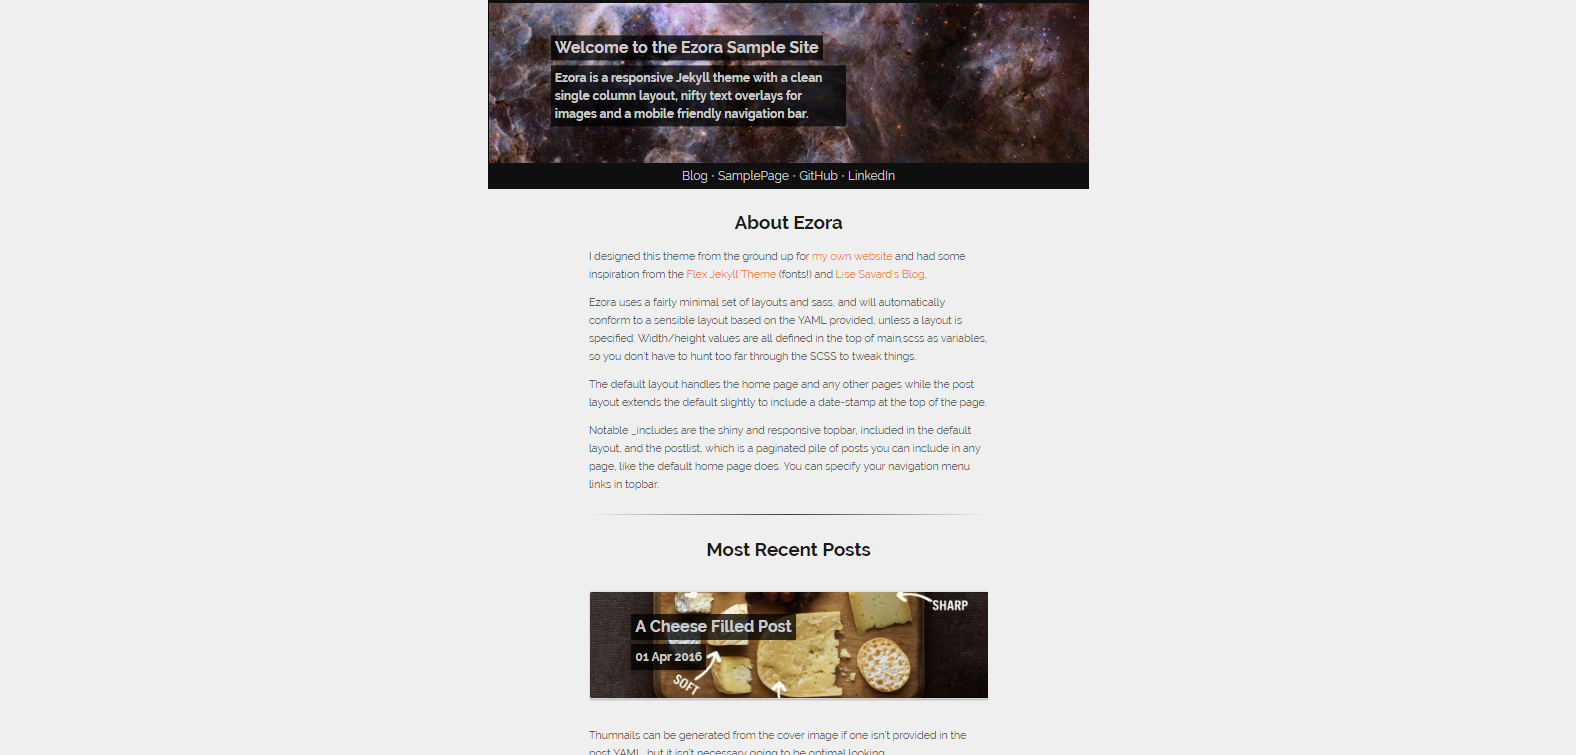 Welcome to the Ezora Sample Site
Ezora is a responsive Jekyll theme with a clean
single column layout, nifty text overlays for
images and a mobile friendly navigation bar.
Blog • SamplePage • GitHub • LinkedIn
About Ezora
I designed this theme from the ground up for my own website and had some
inspiration from the Flex Jekyll Theme (fonts!) and Lise Savard's Blog.
Ezora uses a fairly minimal set of layouts and sass, and will automatically
conform to a sensible layout based on the YAML provided, unless a layout is
specified. Width/height values are all defined in the top of main.scss as variables,
so you don't have to hunt too far through the SCSS to tweak things.
The default layout handles the home page and any other pages while the post
layout extends the default slightly to include a date-stamp at the top of the page.
Notable _includes are the shiny and responsive topbar, included in the default
layout, and the postlist, which is a paginated pile of posts you can include in any
page, like the default home page does. You can specify your navigation menu
links in topbar.
Most Recent Posts
SHARP
A Cheese Filled Post
01 Apr 2016
SOFT
Thumnails can be generated from the cover image if one isn't provided in the
post YAML, but it isn't necessary going to be optimal looking.